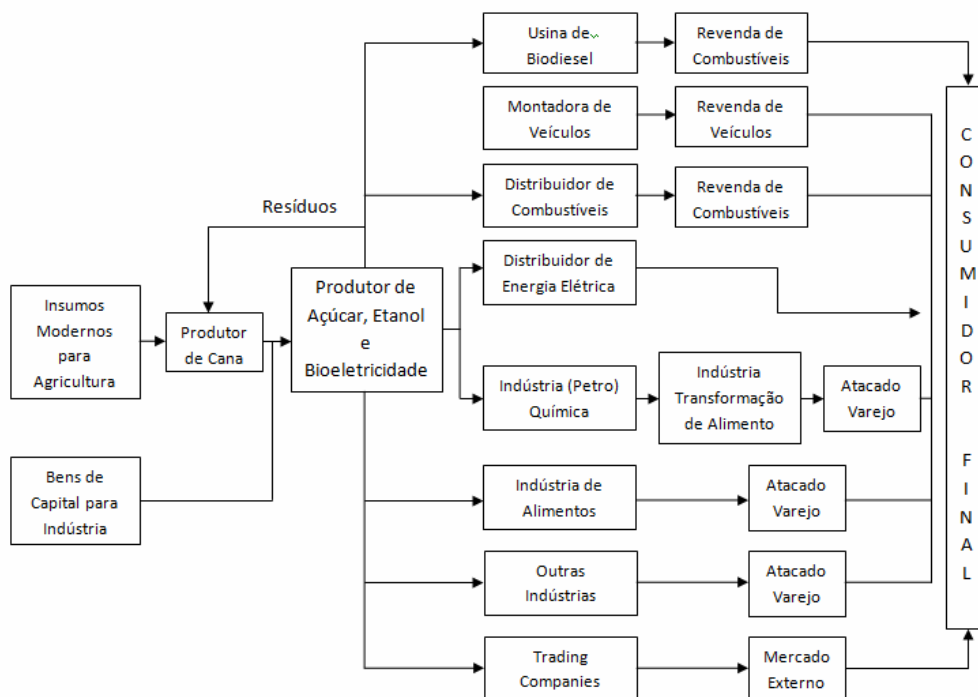 Usina de
Biodiesel
Revenda de
Combustíveis
Montadora de
Veículos
Revenda de
Veículos
Distribuidor de
Combustíveis
Revenda de
Combustíveis
Resíduos
Distribuidor de
Energia Elétrica
Insumos
Modernos
para
Agricultura
Produtor
de Cana
Produtor de
Açúcar, Etanol
e
Bioeletricidade
Indústria (Petro)
Química
Indústria
Transformação
de Alimento
Atacado
Varejo
Bens de
Capital para
Indústria
Indústria de
Alimentos
Atacado
Varejo
Outras
Indústrias
Atacado
Varejo
Trading
Companies
Mercado
Externo
C
O
N
S
U
M
I
D
O
R
F
I
N
A
L